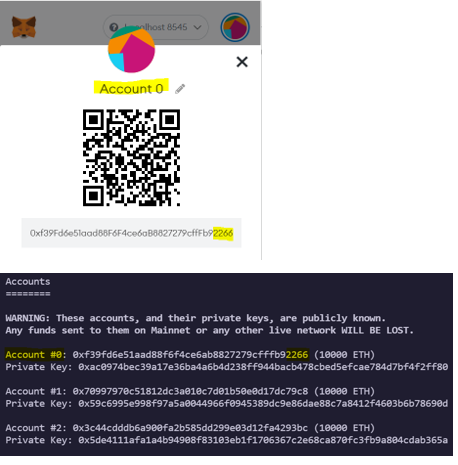 Localhost 8545
Account 0
0xf39Fd6e51aad88F6F4ce6aB8827279cffFb92266
Accounts
========
WARNING: These accounts, and their private keys, are publicly known.
Any funds sent to them on Mainnet or any other live network WILL BE LOST.
Account #0: 0xf39fd6e51aad88f6f4ce6ab8827279cfffb92266 (10000 ETH)
Private Key: 0xac0974bec39a17e36ba4a6b4d238ff944bacb478cbed5efcae784d7bf4f2ff80
Account #1: 0x70997970c51812dc3a010c7d01b50e0d17dc79c8 (10000 ETH)
Private Key: 0x59c6995e998f97a5a0044966f0945389dc9e86dae88c7a8412f4603b6b78690d
Account #2: 0x3c44cdddb6a900fa2b585dd299e03d12fa4293bc (10000 ETH)
Private Key: 0x5de4111afa1a4b94908f83103eb1f1706367c2e68ca870fc3fb9a804cdab365a